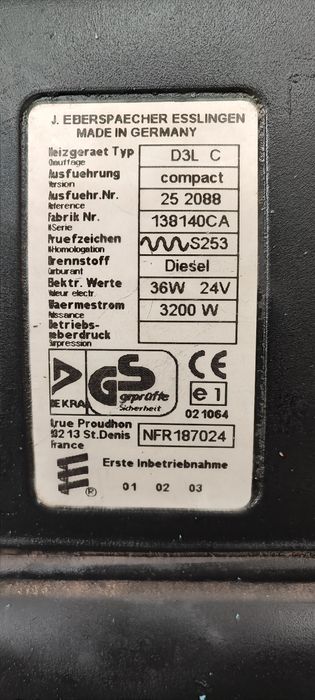 J. EBERSPAECHER ESSLINGEN
MADE IN GERMANY
Heizgeraet Typ D3L C
Chauffage
Ausfuehrung compact
Version
Ausfuehr.Nr. 25 2088
Reference
Fabrik Nr. 138140CA
N Serie
Pruefzeichen S253
N Homologation
Brennstoff Diesel
Carburant
Elektr. Werte 36W 24V
Valeur electr.
Waermestrom 3200 W
Puissance
Betriebs-
ueberdruck
Surpression
DEKRA
GS
geprüfte
Sicherheit
CE
e1
021064
rue Proudhon
93213 St.Denis NFR187024
France
Erste Inbetriebnahme
® 01 02 03